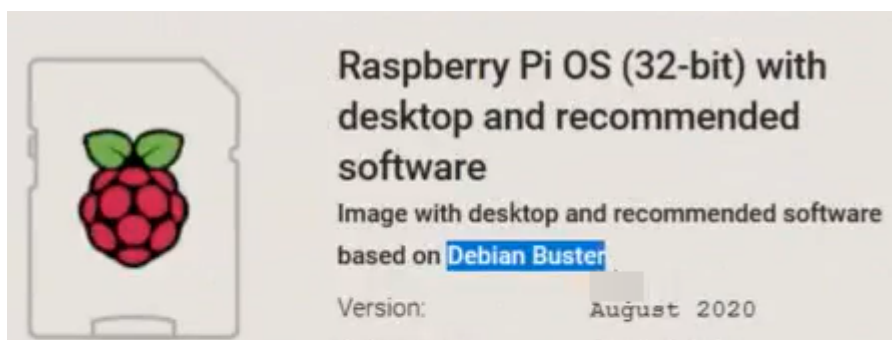 Raspberry Pi OS (32-bit) with
desktop and recommended
software
Image with desktop and recommended software
based on Debian Buster
Version: August 2020